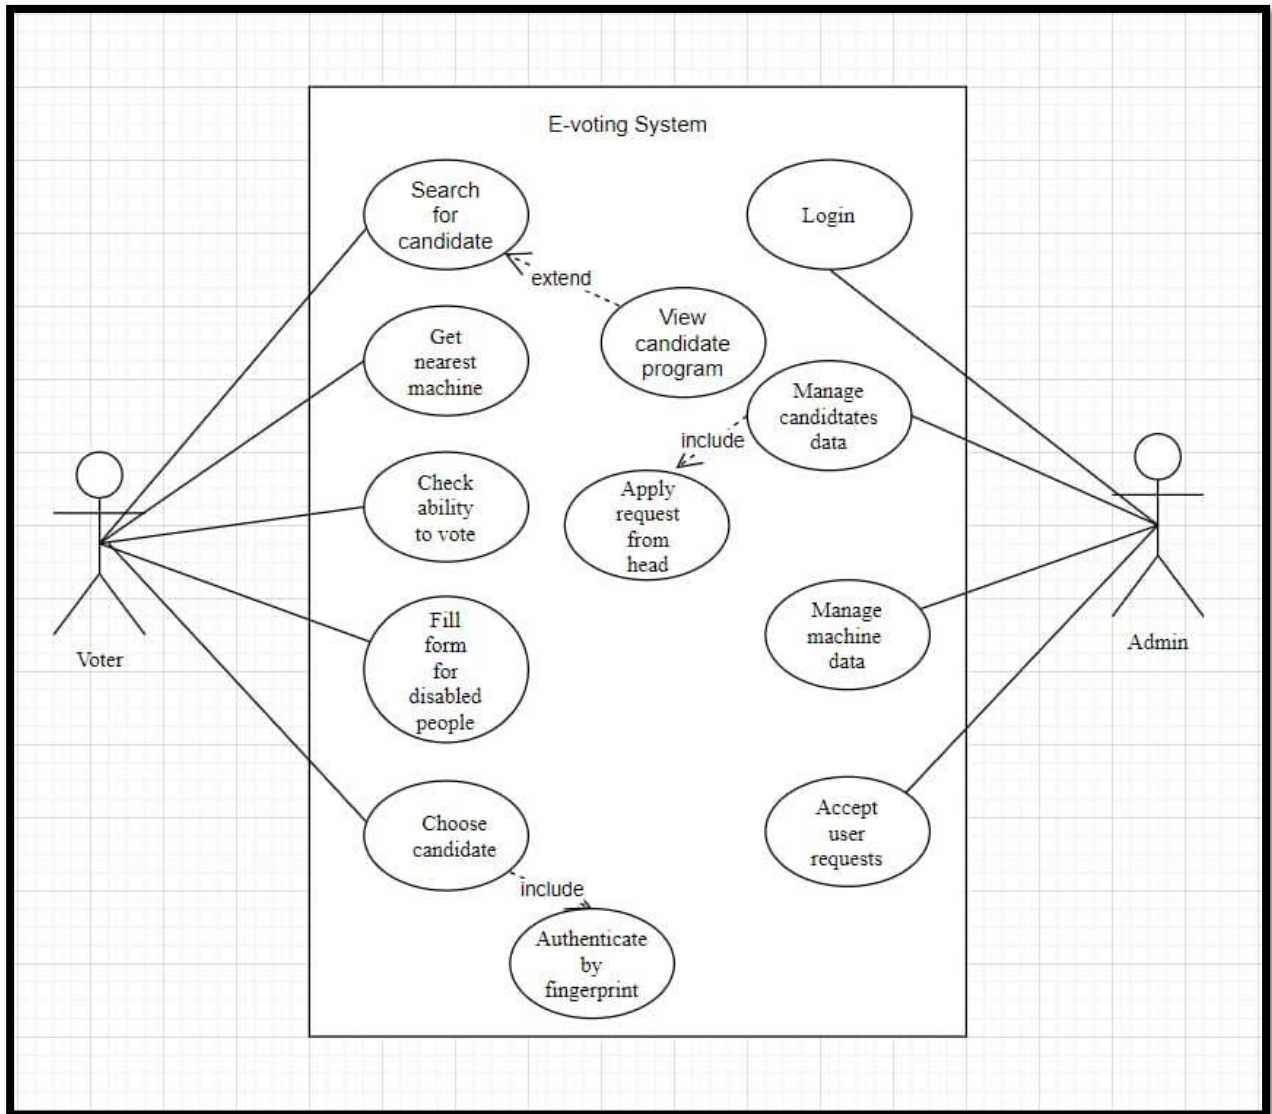 E-voting System
Search
for
candidate
Login
extend
View
candidate
program
Get
nearest
machine
Manage
candidtates
data
include
Apply
request
from
head
Check
ability
to vote
Voter
Admin
Fill
form
for
disabled
people
Manage
machine
data
Choose
candidate
Accept
user
requests
include
Authenticate
by
fingerprint